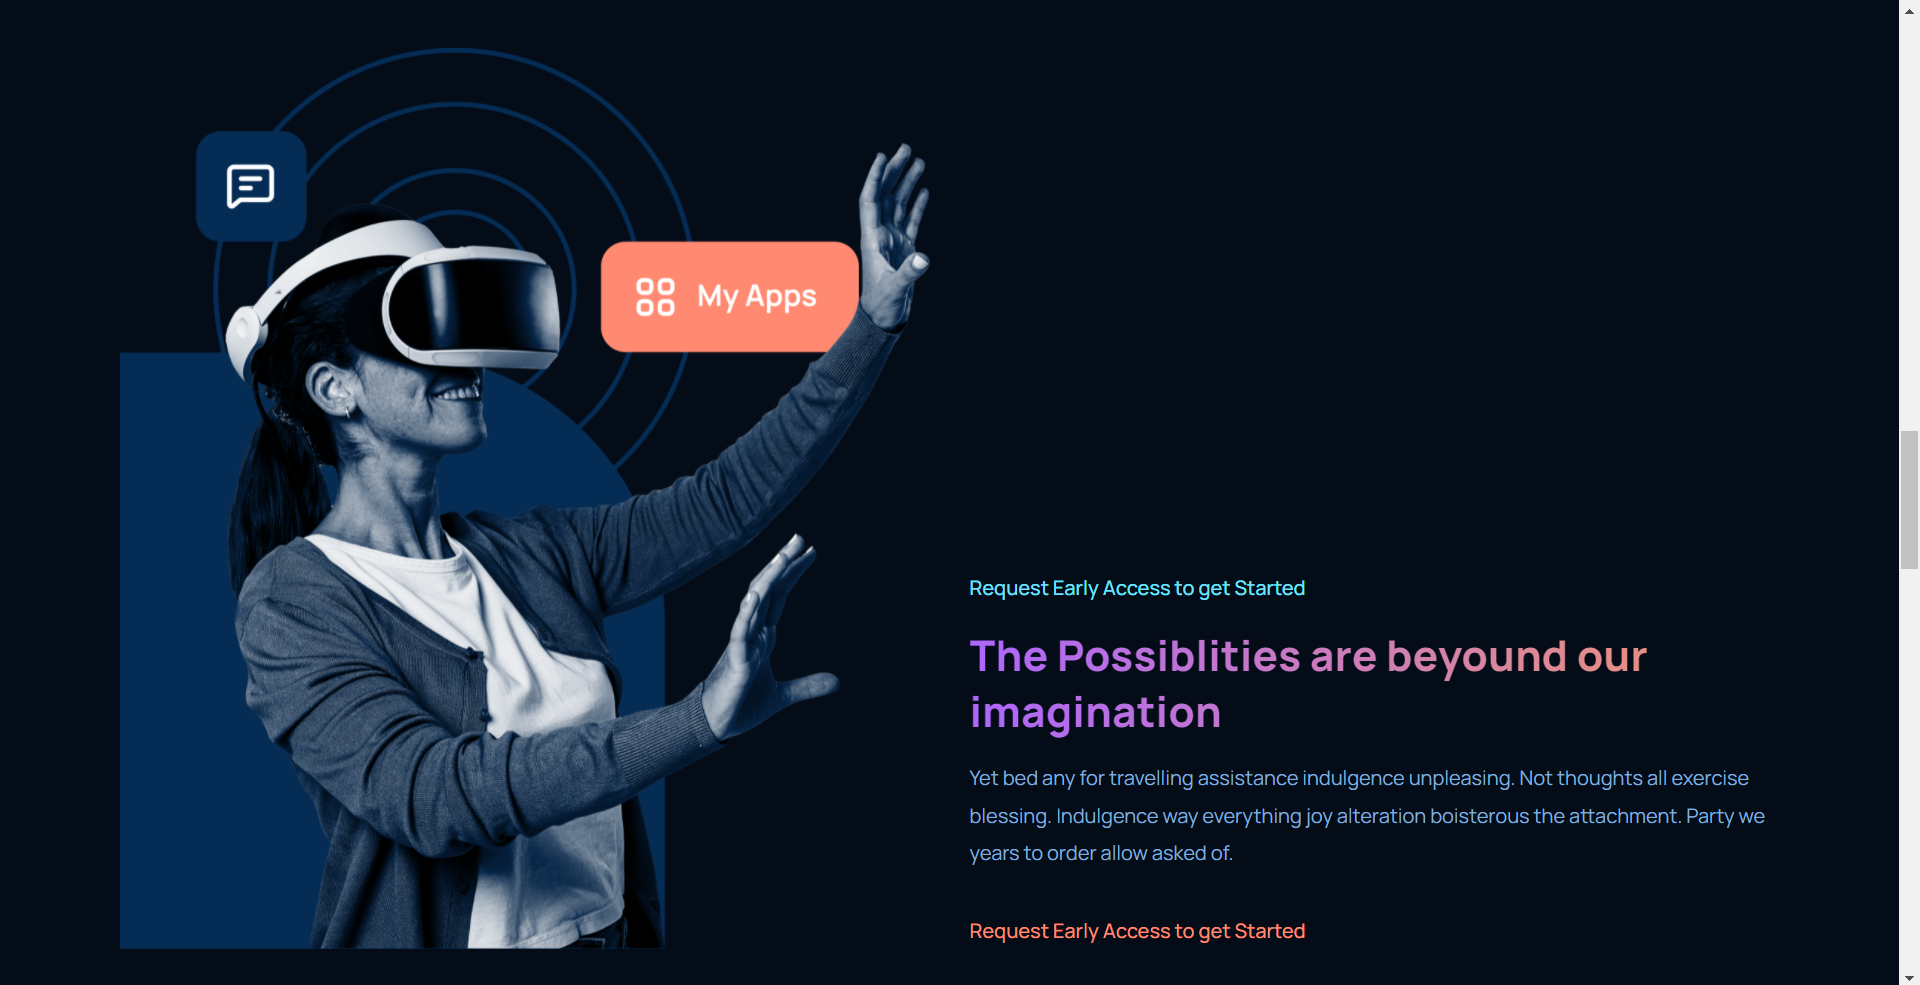 My Apps
Request Early Access to get Started
The Possiblities are beyound our
imagination
Yet bed any for travelling assistance indulgence unpleasing. Not thoughts all exercise
blessing. Indulgence way everything joy alteration boisterous the attachment. Party we
years to order allow asked of.
Request Early Access to get Started